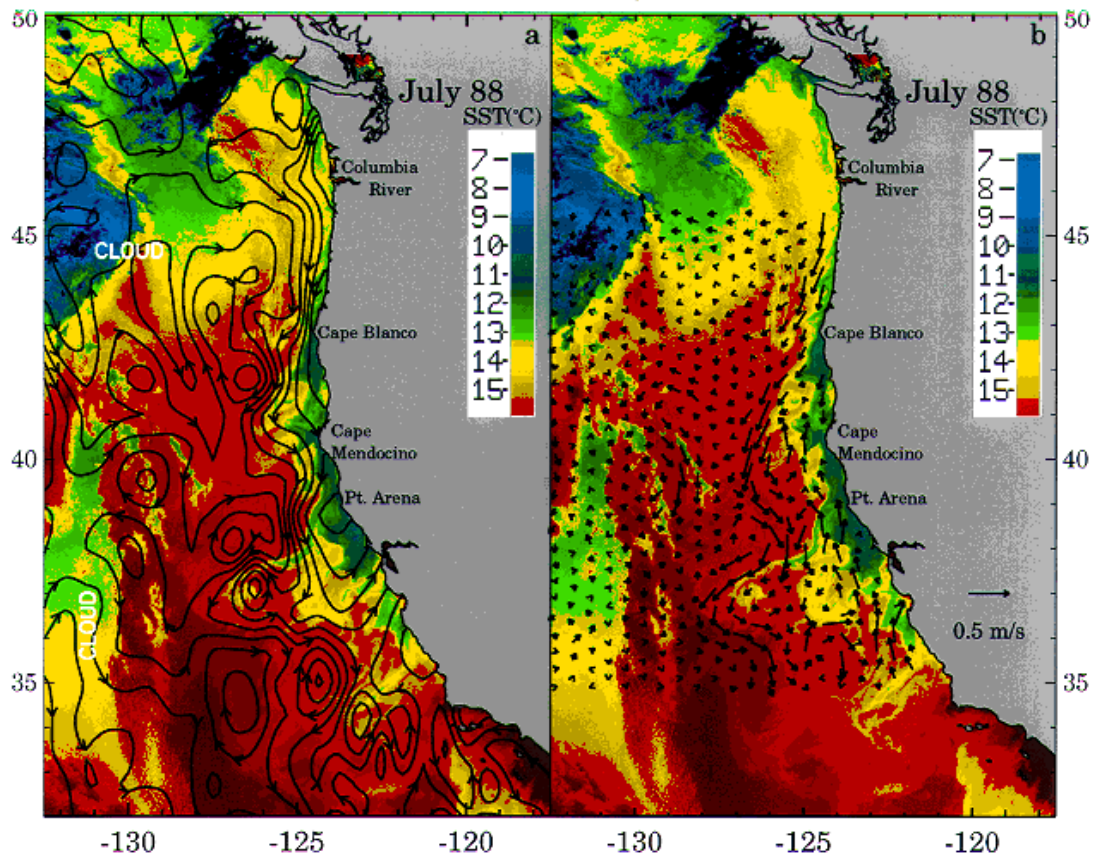 50
a
b
50
July 88
SST(°C)
7
8
9
10
11
12
13
14
15
July 88
SST(°C)
7
8
9
10
11
12
13
14
15
Columbia
River
Columbia
River
45
CLOUD
45
Cape Blanco
Cape Blanco
Cape
Mendocino
Cape
Mendocino
40
40
Pt. Arena
Pt. Arena
CLOUD
0.5 m/s
35
35
-130
-125
-120
-130
-125
-120